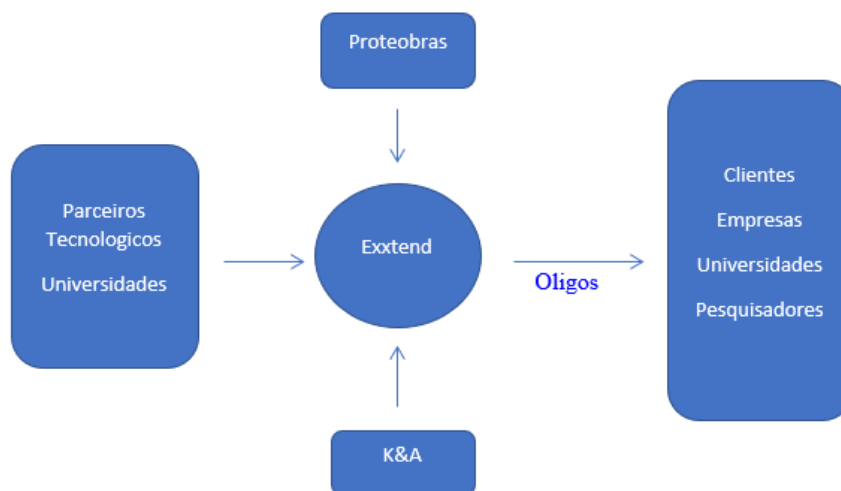 Proteobras
Parceiros
Tecnologicos
Universidades
Exxtend
Oligos
Clientes
Empresas
Universidades
Pesquisadores
K&A